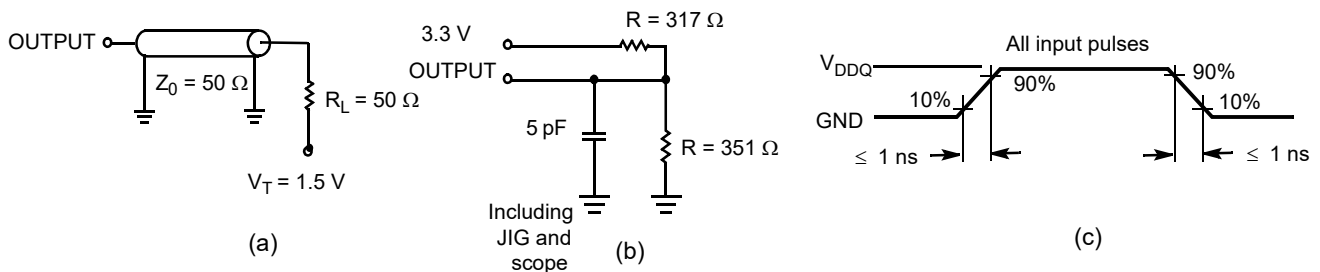 OUTPUT
Z0 = 50 Ω
RL = 50 Ω
VT = 1.5 V
(a)
R = 317 Ω
3.3 V
OUTPUT
5 pF
R = 351 Ω
Including
JIG and
scope
(b)
All input pulses
VDDQ
90%
90%
10%
10%
GND
≤ 1 ns
≤ 1 ns
(c)